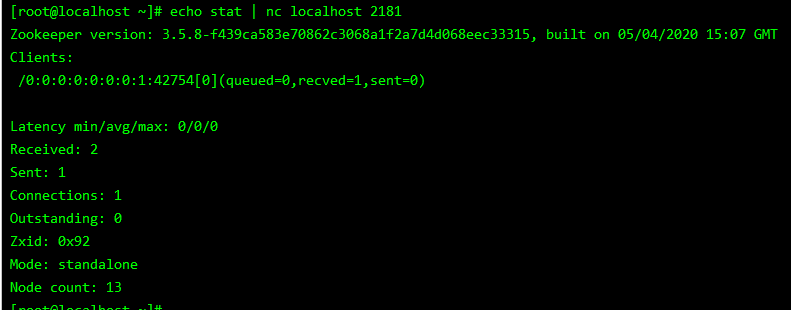 [root@localhost ~]# echo stat | nc localhost 2181
Zookeeper version: 3.5.8-f439ca583e70862c3068a1f2a7d4d068eec33315, built on 05/04/2020 15:07 GMT
Clients:
 /0:0:0:0:0:0:0:1:42754[0](queued=0,recved=1,sent=0)

Latency min/avg/max: 0/0/0
Received: 2
Sent: 1
Connections: 1
Outstanding: 0
Zxid: 0x92
Mode: standalone
Node count: 13
[root@localhost ~]#